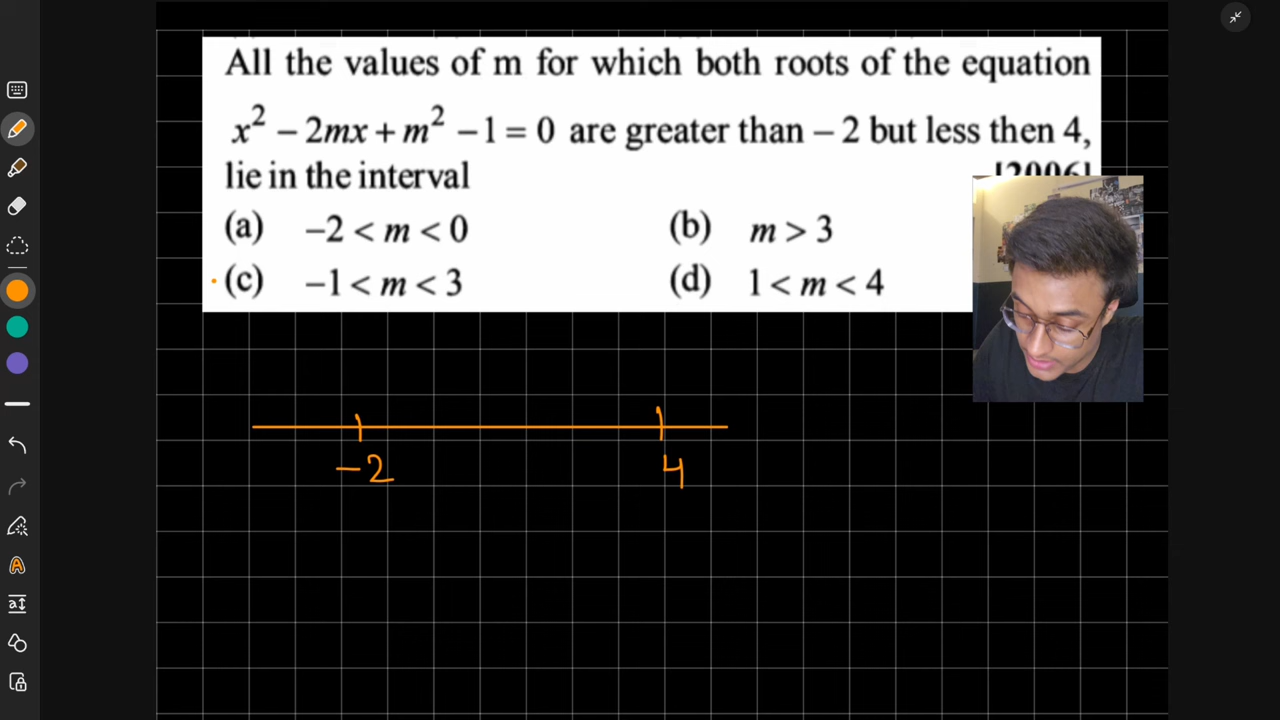 All the values of m for which both roots of the equation
x² − 2mx + m² − 1 = 0 are greater than − 2 but less then 4,
lie in the interval
(a) −2 < m < 0 (b) m > 3
(c) −1 < m < 3 (d) 1 < m < 4
−2 4